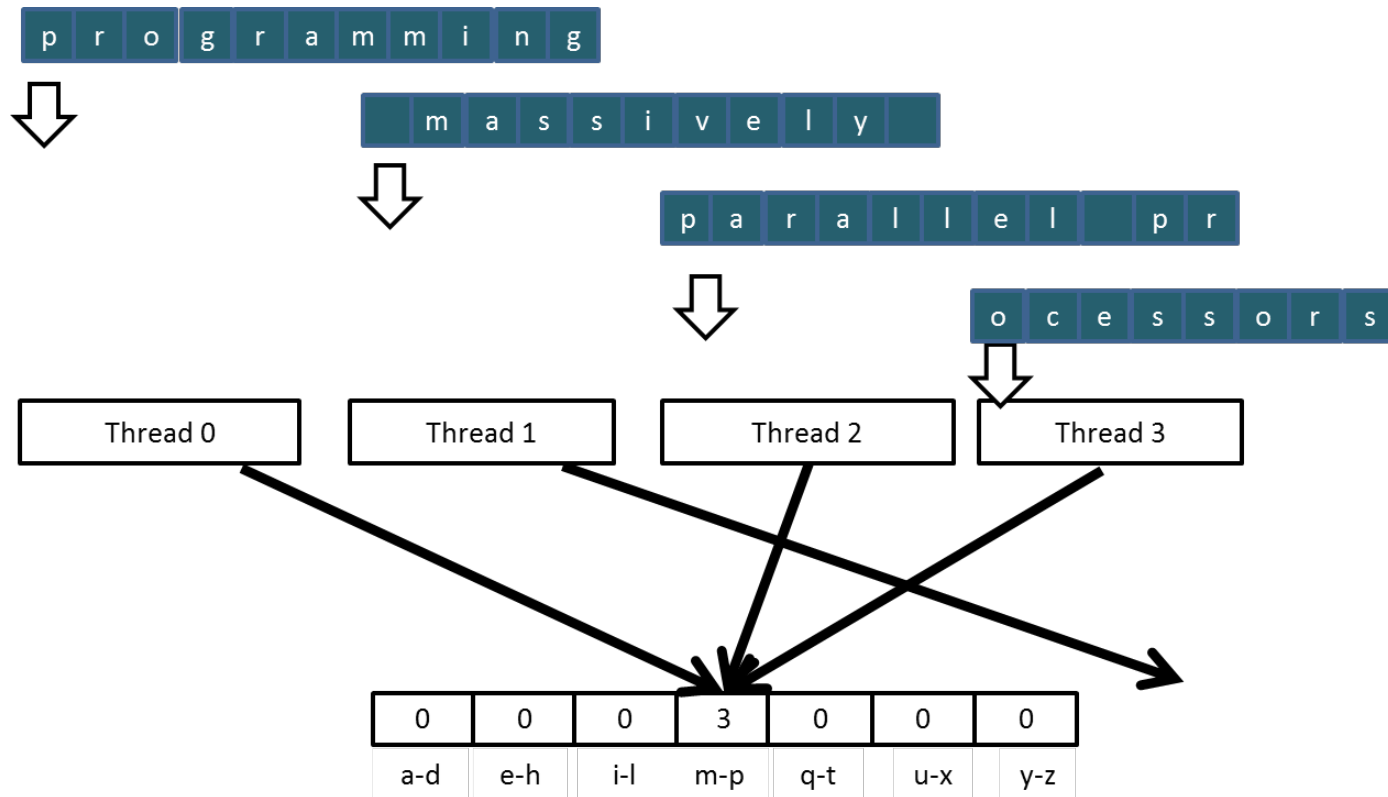 p r o g r a m m i n g
m a s s i v e l y
p a r a l l e l p r
o c e s s o r s
Thread 0 Thread 1 Thread 2 Thread 3
0 0 0 3 0 0 0
a-d e-h i-l m-p q-t u-x y-z